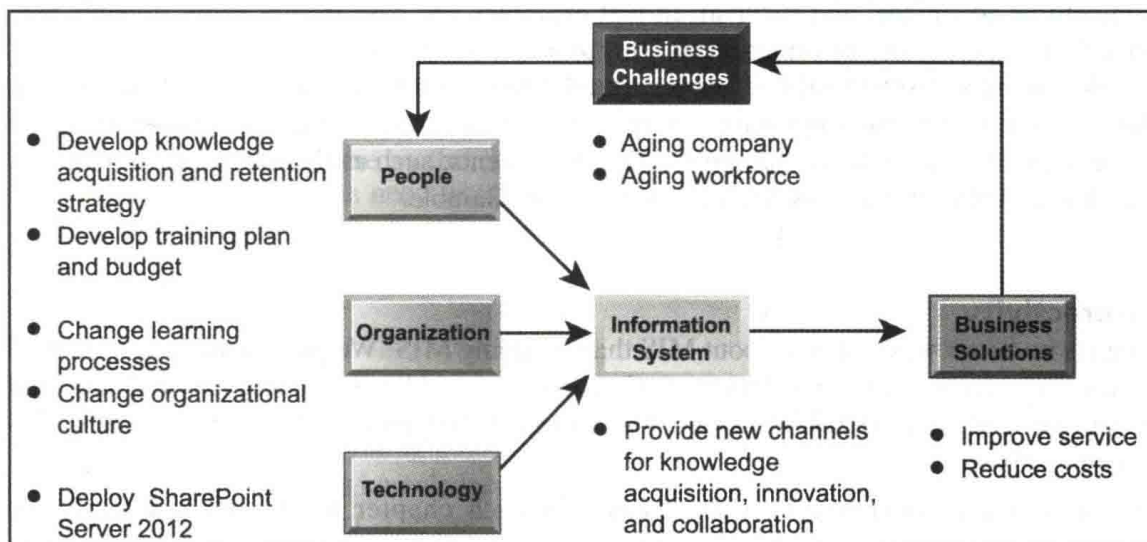 Business
Challenges
● Aging company
● Aging workforce
● Develop knowledge
acquisition and retention
strategy
● Develop training plan
and budget
People
● Change learning
processes
● Change organizational
culture
Organization
● Deploy SharePoint
Server 2012
Technology
Information
System
● Provide new channels
for knowledge
acquisition, innovation,
and collaboration
Business
Solutions
● Improve service
● Reduce costs